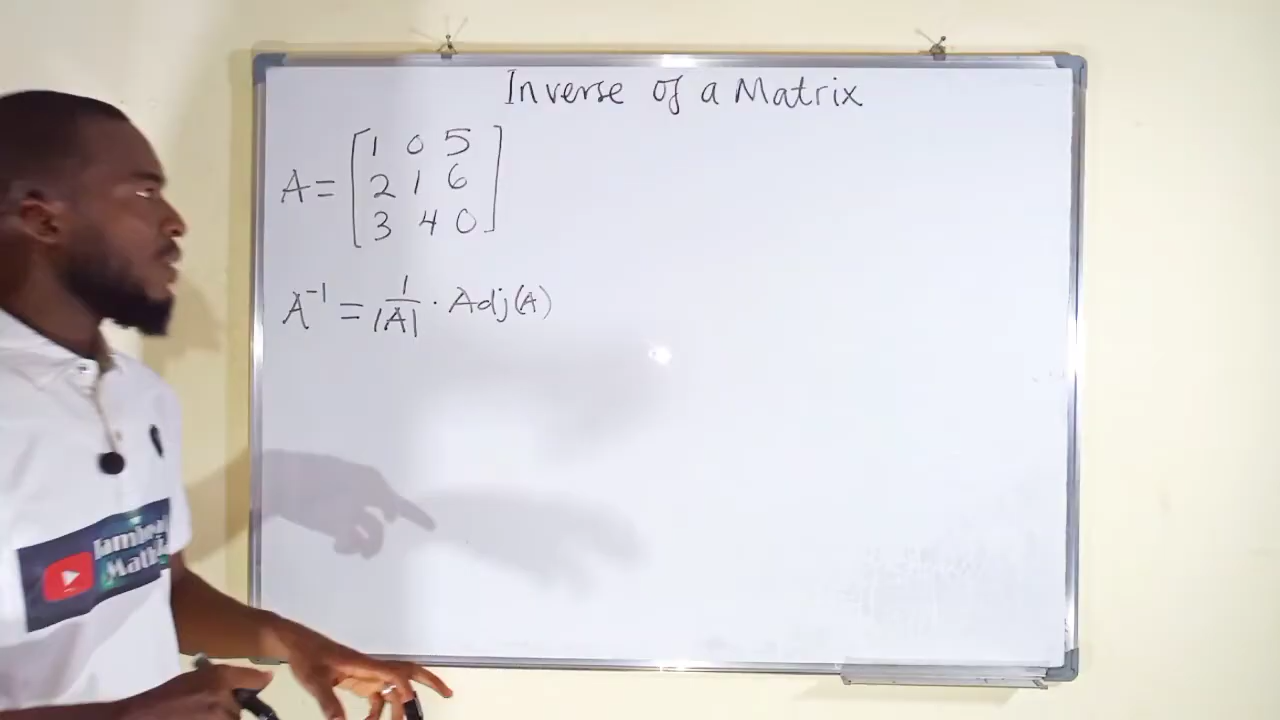 Inverse of a Matrix
A = [1 0 5
2 1 6
3 4 0]
A⁻¹ = 1/|A| · Adj(A)